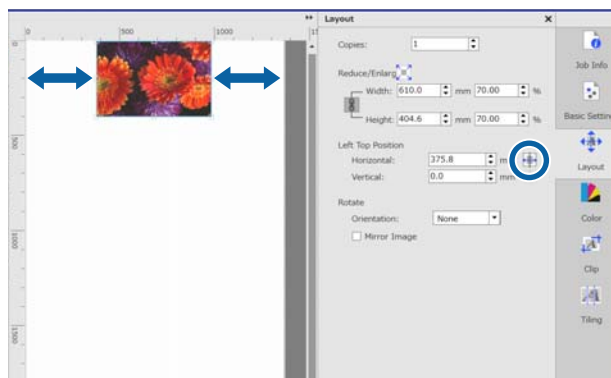 Layout
0
500
1000
Copies:
1
Job Info
Reduce/Enlarg
Width:
610.0
mm
70.00
%
Height:
404.6
mm
70.00
%
Basic Settin
Left Top Position
Horizontal:
375.8
m
Vertical:
0.0
mm
Layout
Rotate
Orientation:
None
Mirror Image
Color
Clip
Tiling
0
500
1000
1500